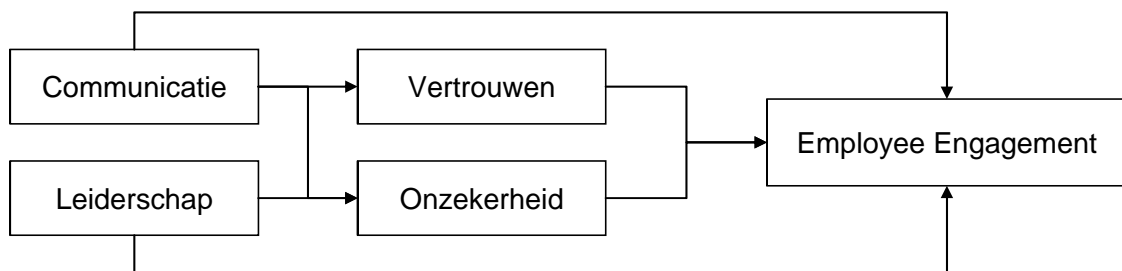 Communicatie
Vertrouwen
Employee Engagement
Leiderschap
Onzekerheid